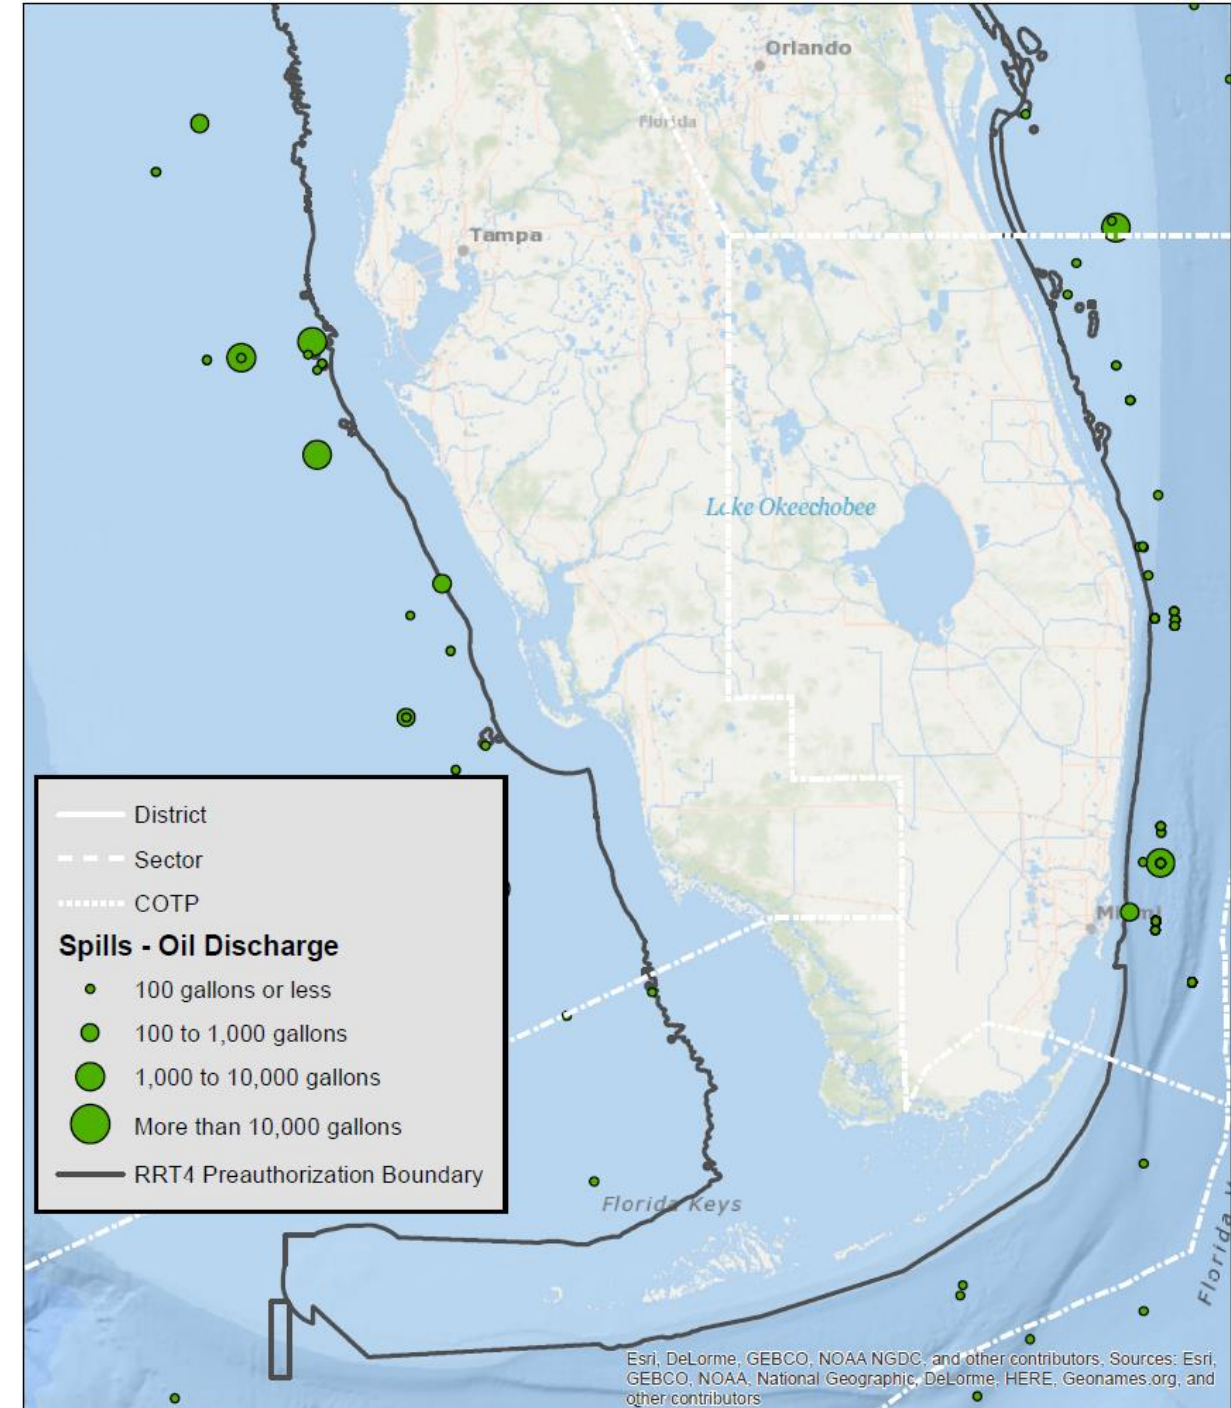 Orlando
Florida
Tampa
Lake Okeechobee
District
Sector
COTP
Spills - Oil Discharge
100 gallons or less
100 to 1,000 gallons
1,000 to 10,000 gallons
More than 10,000 gallons
RRT4 Preauthorization Boundary
Miami
Florida Keys
Florida
Esri, DeLorme, GEBCO, NOAA NGDC, and other contributors, Sources: Esri,
GEBCO, NOAA, National Geographic, DeLorme, HERE, Geonames.org, and
other contributors